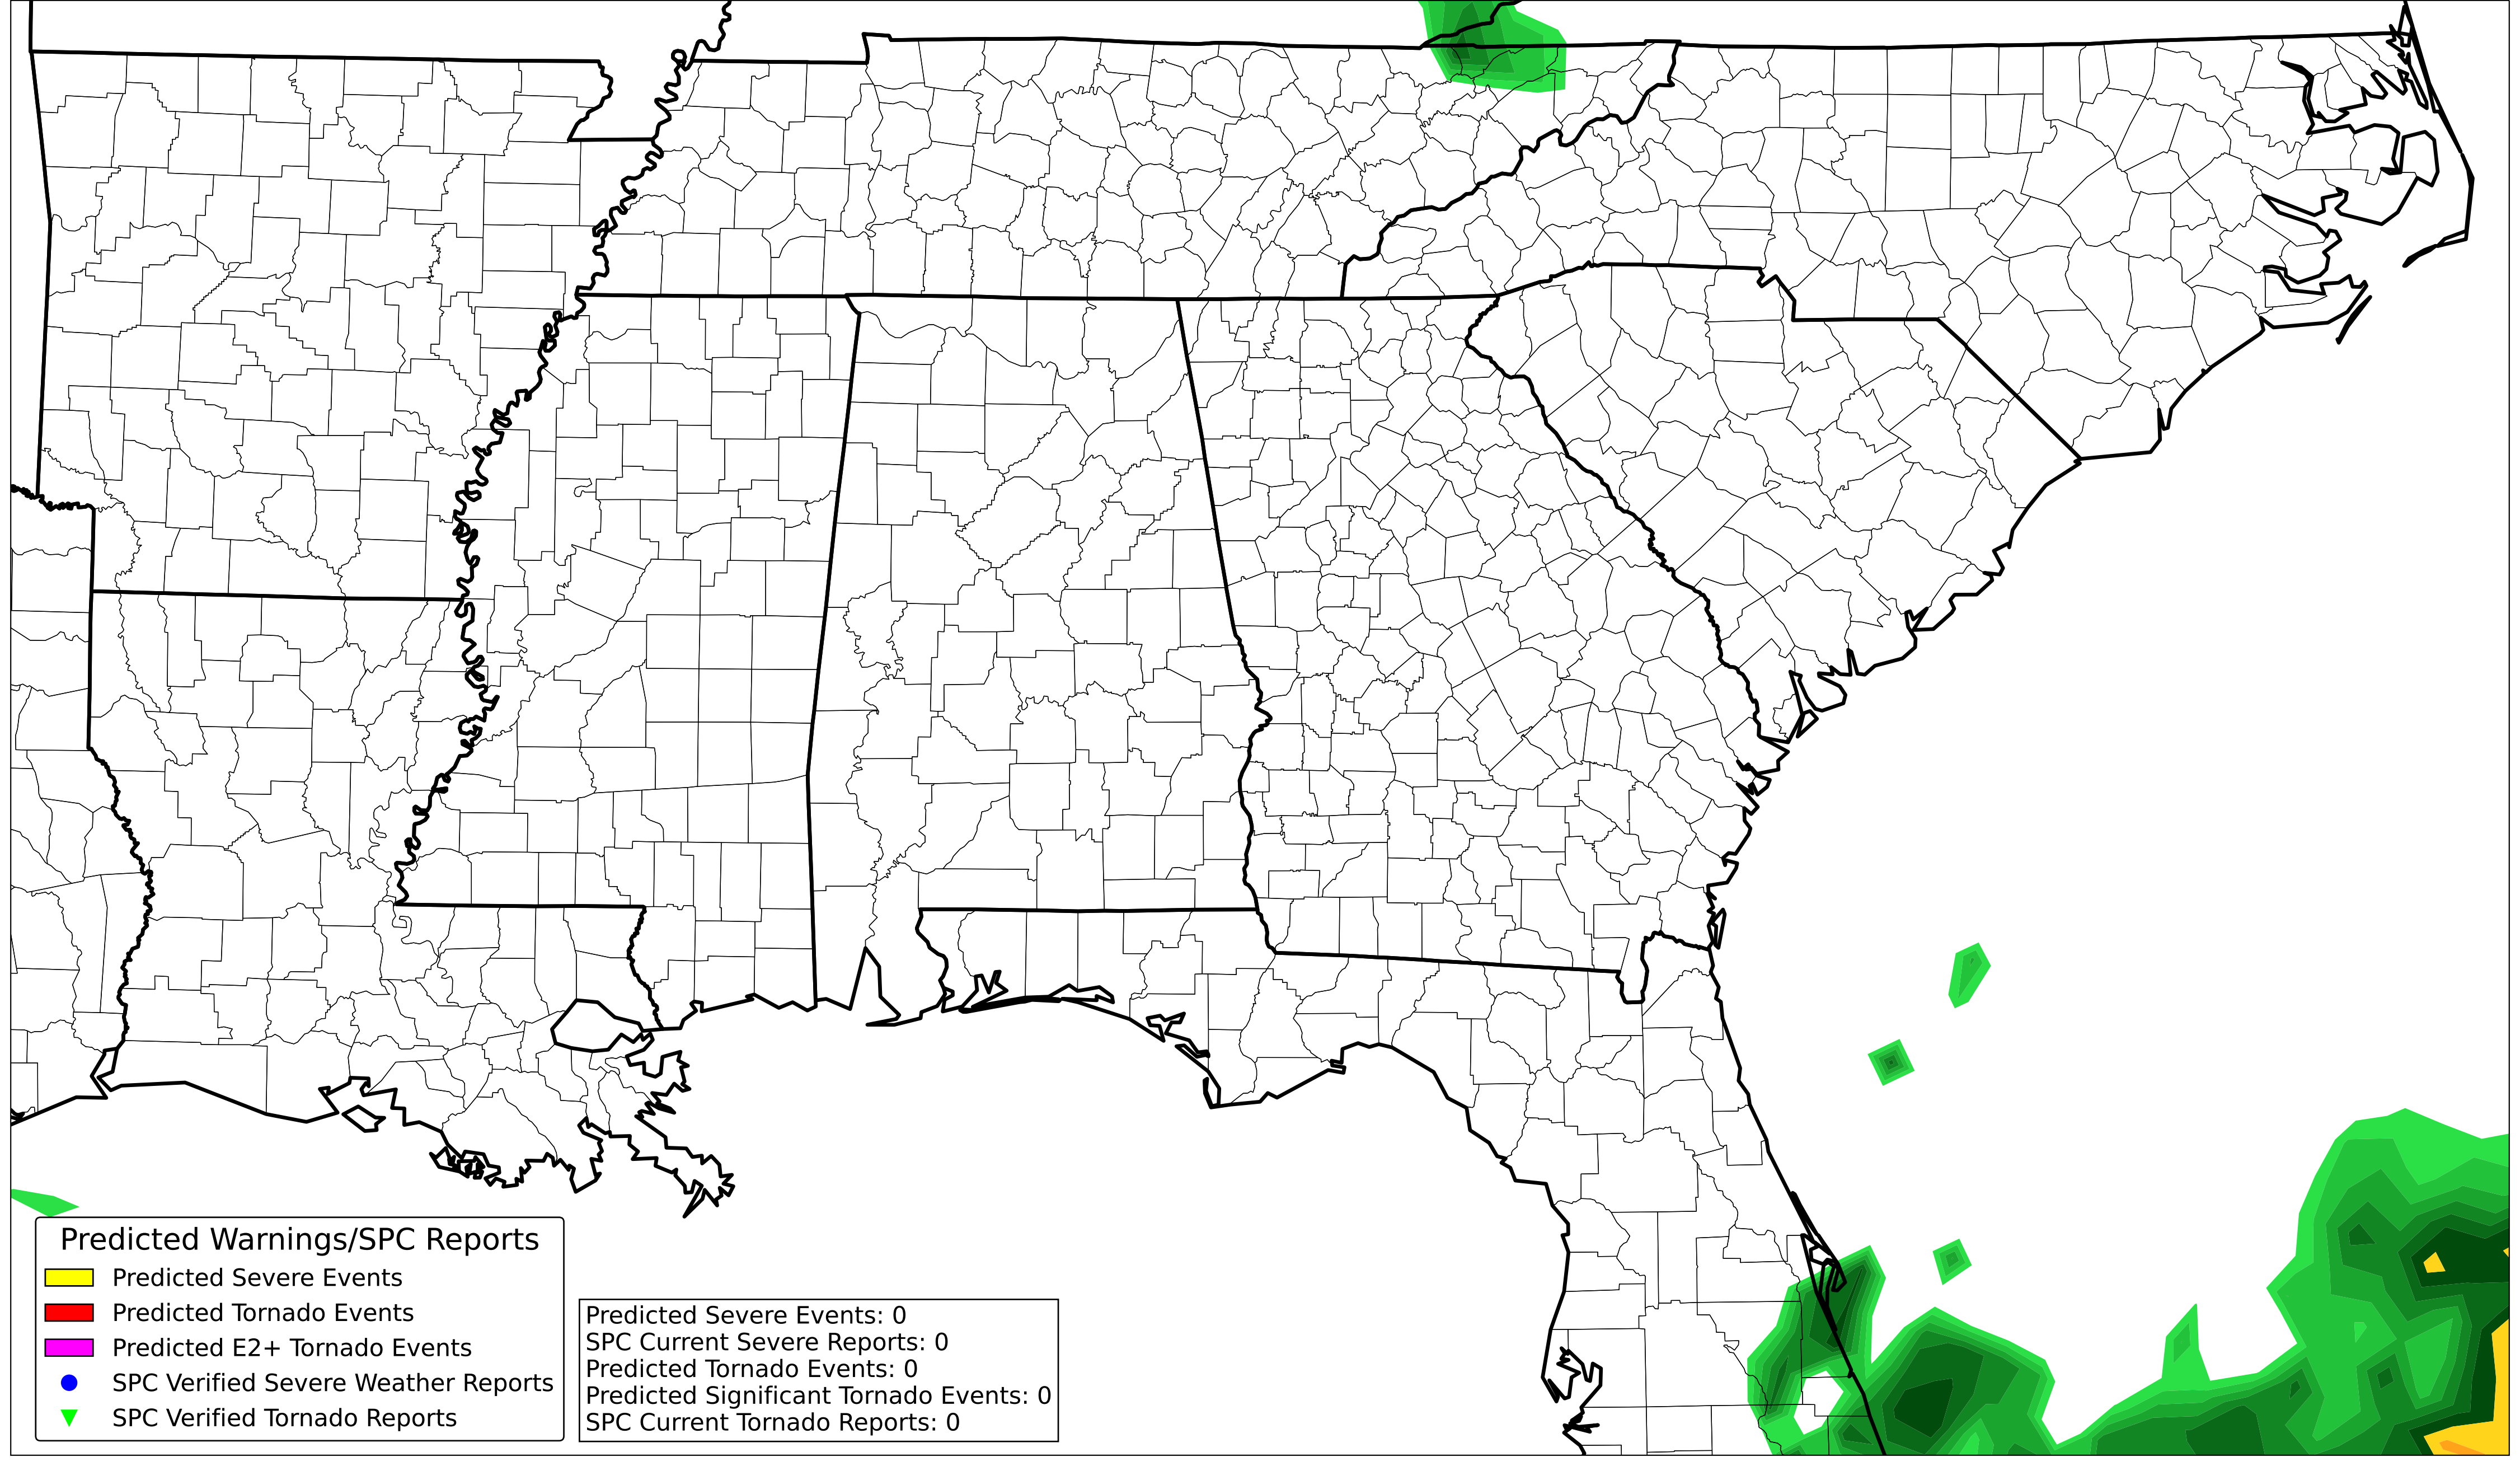 Predicted Warnings/SPC Reports
Predicted Severe Events
Predicted Tornado Events
Predicted E2+ Tornado Events
SPC Verified Severe Weather Reports
SPC Verified Tornado Reports
Predicted Severe Events: 0
SPC Current Severe Reports: 0
Predicted Tornado Events: 0
Predicted Significant Tornado Events: 0
SPC Current Tornado Reports: 0